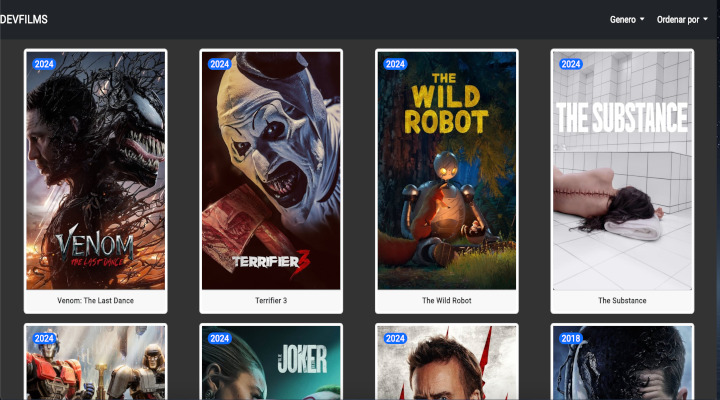 DEVFILMS
Genero
Ordenar por
2024
2024
2024
2024
VENOM
THE LAST DANCE
TERRIFIER 3
THE
WILD
ROBOT
THE SUBSTANCE
Venom: The Last Dance
Terrifier 3
The Wild Robot
The Substance
2024
2024
2024
2018
JOKER